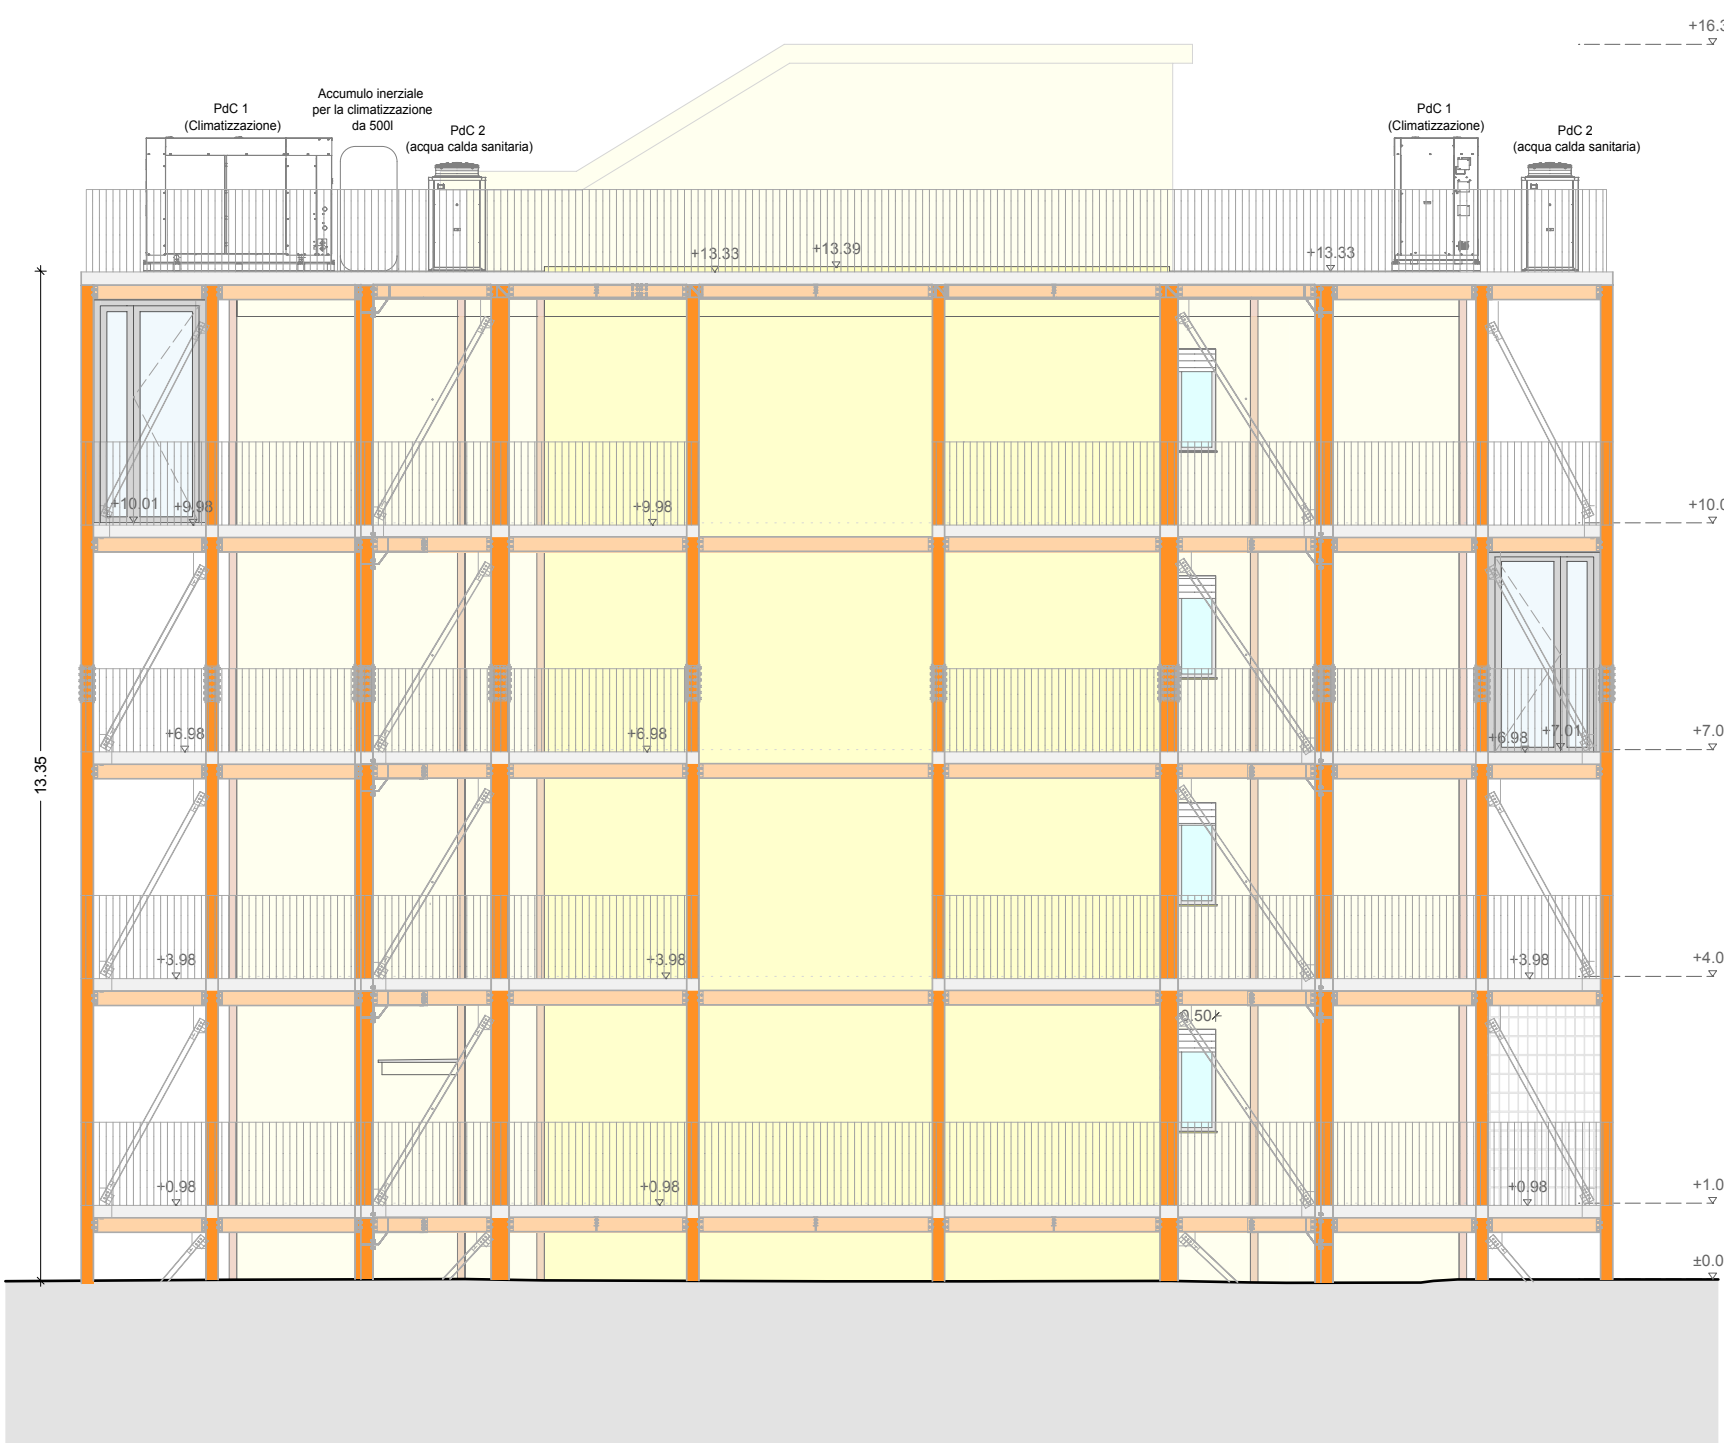 +16.3
PdC 1
(Climatizzazione)
Accumulo inerziale
per la climatizzazione
da 500l
PdC 2
(acqua calda sanitaria)
PdC 1
(Climatizzazione)
PdC 2
(acqua calda sanitaria)
+13.33
+13.39
+13.33
+10.01
+9.98
+9.98
+10.0
+6.98
+6.98
+6.98
+7.01
+7.0
13.35
+3.98
+3.98
+3.98
+4.0
0.50
+0.98
+0.98
+0.98
+1.0
±0.0